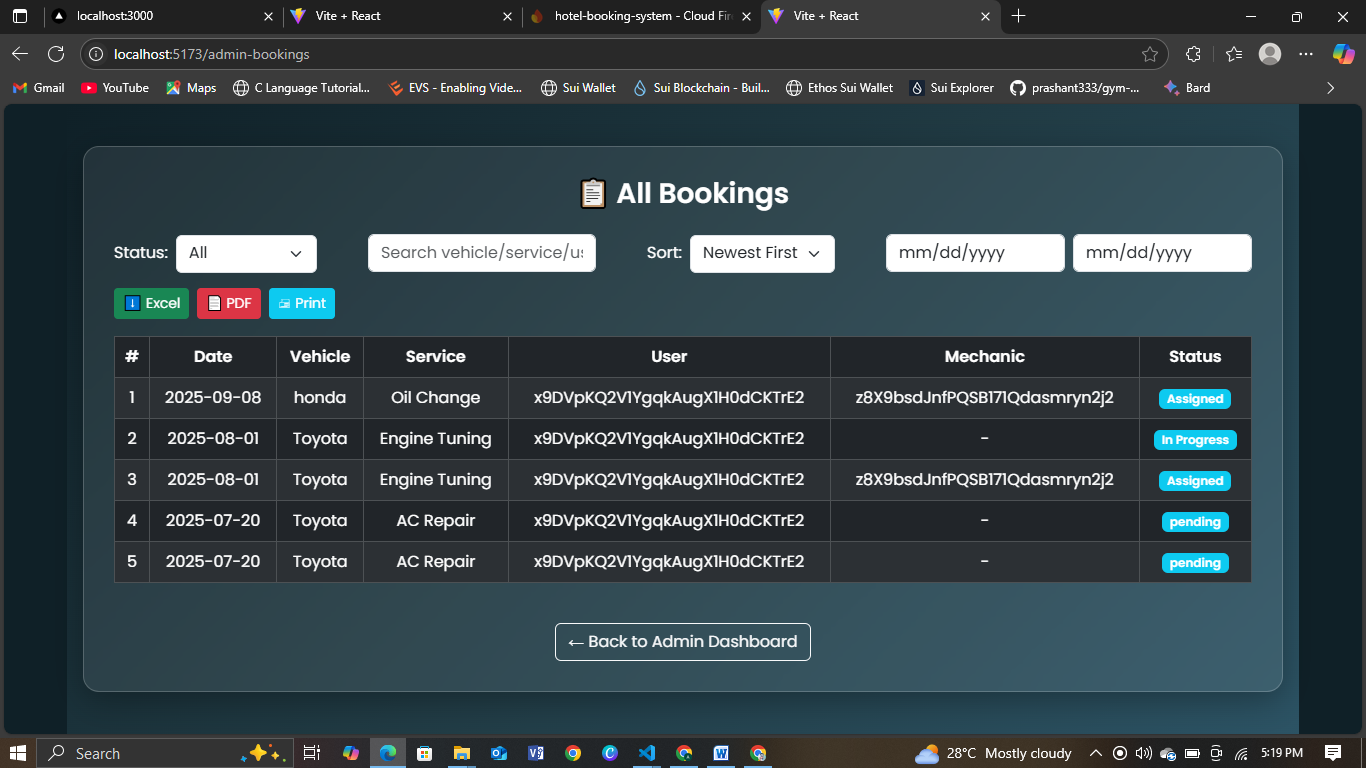 localhost:3000
Vite + React
hotel-booking-system - Cloud Fire
Vite + React
localhost:5173/admin-bookings
Gmail
YouTube
Maps
C Language Tutorial...
EVS - Enabling Vide...
Sui Wallet
Sui Blockchain - Buil...
Ethos Sui Wallet
Sui Explorer
prashant333/gym-...
Bard
All Bookings
Status: All
Search vehicle/service/us
Sort: Newest First
mm/dd/yyyy mm/dd/yyyy
Excel PDF Print
# Date Vehicle Service User Mechanic Status
1 2025-09-08 honda Oil Change x9DVpKQ2V1YgqkAugX1H0dCKTrE2 z8X9bsdJnfPQSB171Qdasmryn2j2 Assigned
2 2025-08-01 Toyota Engine Tuning x9DVpKQ2V1YgqkAugX1H0dCKTrE2 - In Progress
3 2025-08-01 Toyota Engine Tuning x9DVpKQ2V1YgqkAugX1H0dCKTrE2 z8X9bsdJnfPQSB171Qdasmryn2j2 Assigned
4 2025-07-20 Toyota AC Repair x9DVpKQ2V1YgqkAugX1H0dCKTrE2 - pending
5 2025-07-20 Toyota AC Repair x9DVpKQ2V1YgqkAugX1H0dCKTrE2 - pending
← Back to Admin Dashboard
Search
28°C Mostly cloudy
5:19 PM